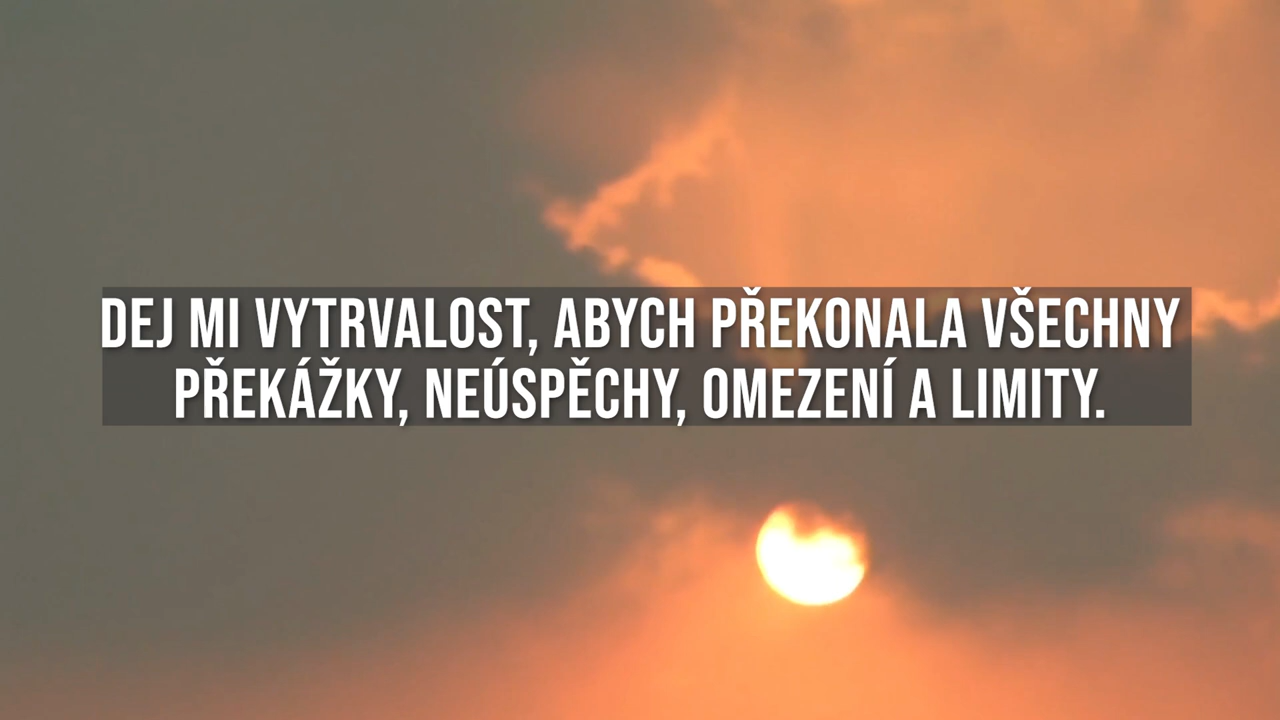 DEJ MI VYTRVALOST, ABYCH PŘEKONALA VŠECHNY
PŘEKÁŽKY, NEÚSPĚCHY, OMEZENÍ A LIMITY.